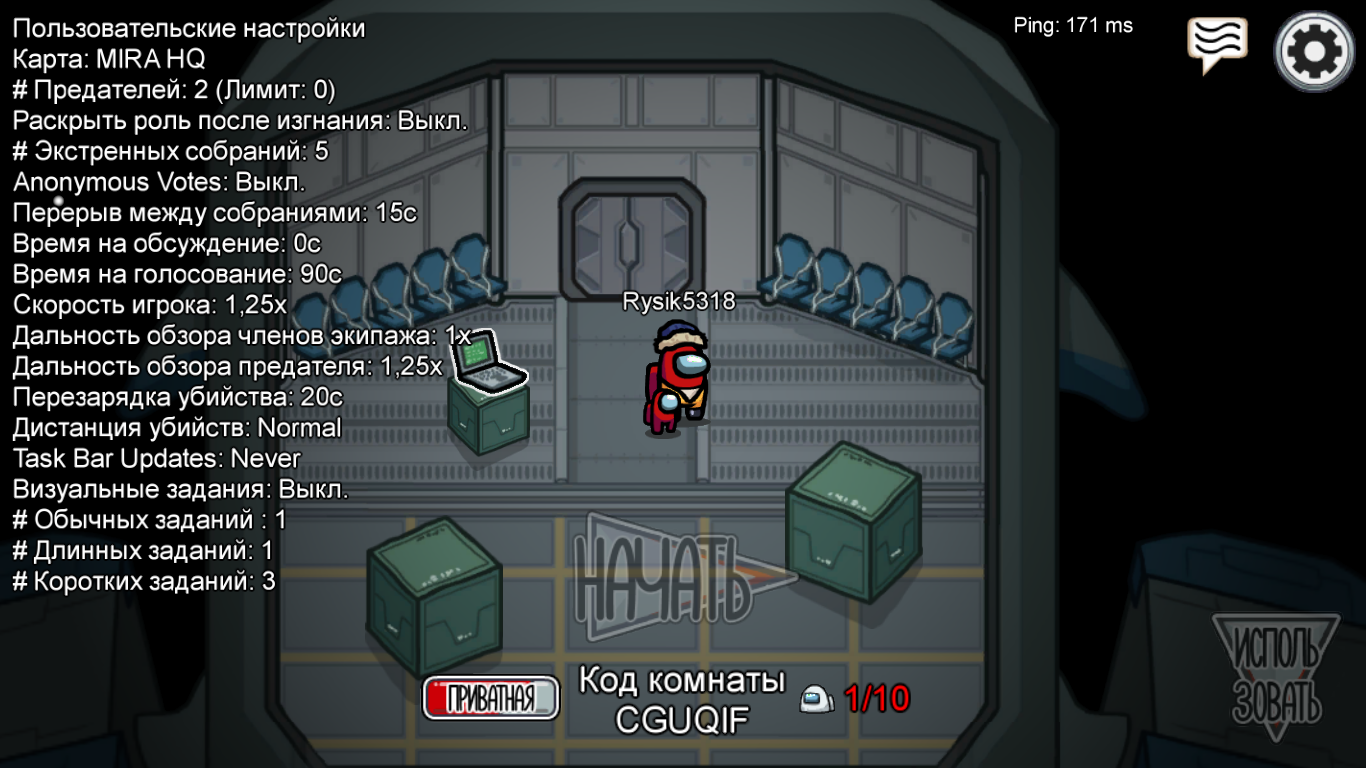 Пользовательские настройки
Карта: MIRA HQ
# Предателей: 2 (Лимит: 0)
Раскрыть роль после изгнания: Выкл.
# Экстренных собраний: 5
Anonymous Votes: Выкл.
Перерыв между собраниями: 15с
Время на обсуждение: 0с
Время на голосование: 90с
Скорость игрока: 1,25x
Дальность обзора членов экипажа: 1x
Дальность обзора предателя: 1,25x
Перезарядка убийства: 20с
Дистанция убийств: Normal
Task Bar Updates: Never
Визуальные задания: Выкл.
# Обычных заданий : 1
# Длинных заданий: 1
# Коротких заданий: 3
Ping: 171 ms
Rysik5318
НАЧАТЬ
ПРИВАТНАЯ
Код комнаты
CGUQIF
1/10
ИСПОЛЬ
ЗОВАТЬ